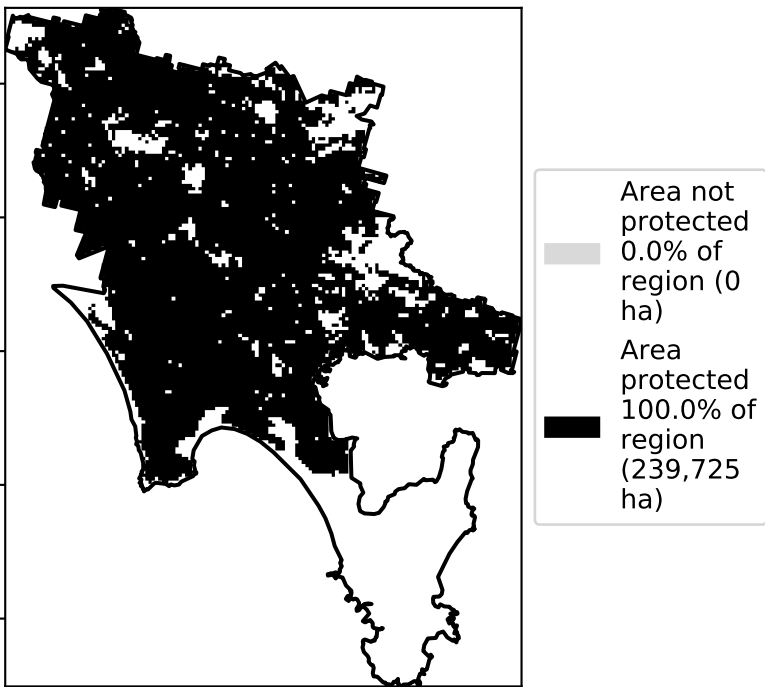 Area not
protected
0.0% of
region (0
ha)
Area
protected
100.0% of
region
(239,725
ha)